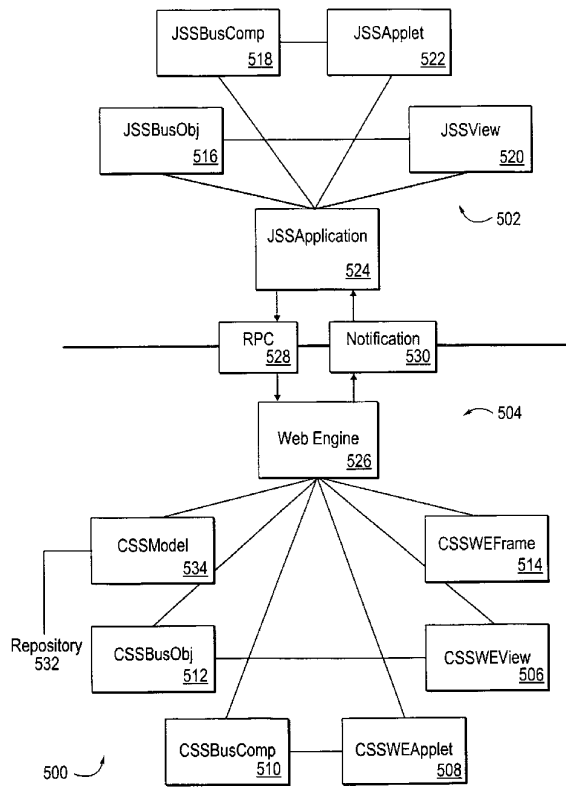 JSSBusComp
518
JSSApplet
522
JSSBusObj
516
JSSView
520
502
JSSApplication
524
RPC
528
Notification
530
504
Web Engine
526
CSSModel
534
CSSWEFrame
514
Repository
532
CSSBusObj
512
CSSWEView
506
CSSBusComp
510
CSSWEApplet
508
500